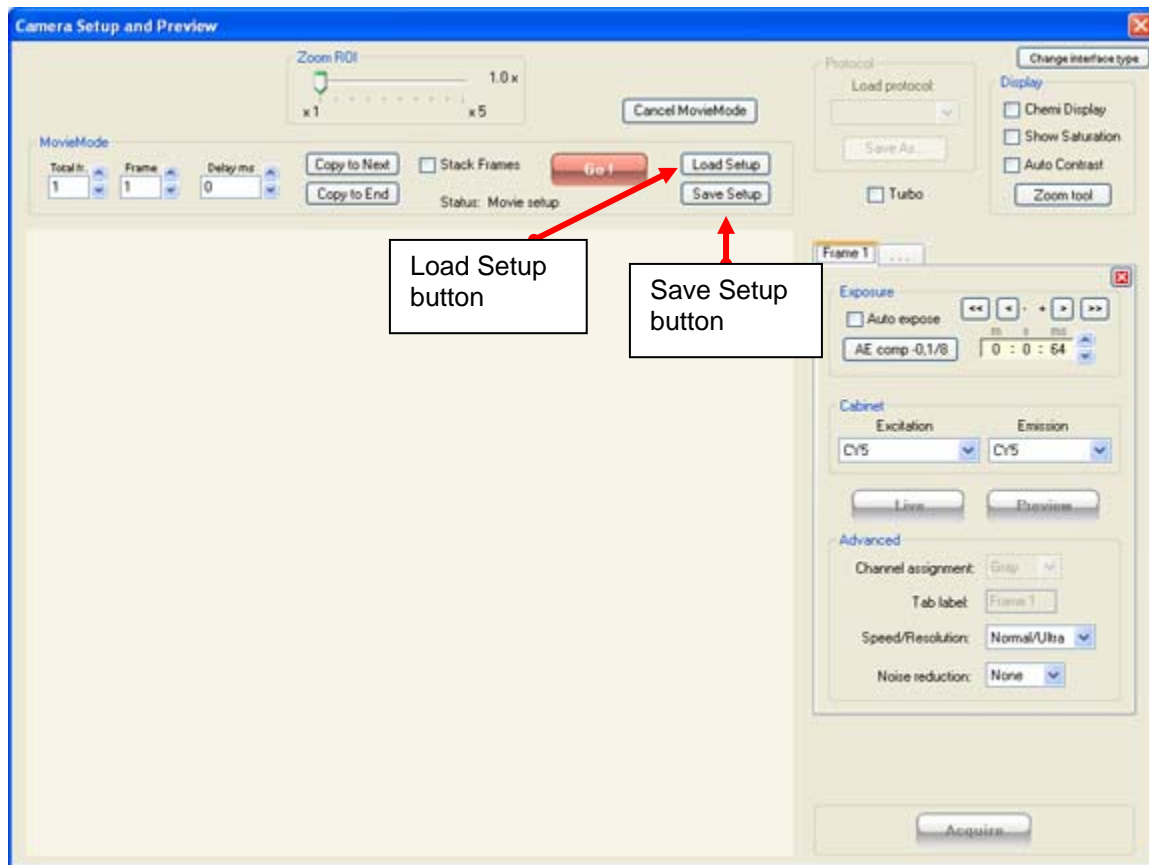 Camera Setup and Preview
Zoom ROI
1.0 x
x 1
x 5
Cancel MovieMode
Protocol
Load protocol:
Save As...
Turbo
Change interface type
Display
Chemi Display
Show Saturation
Auto Contrast
Zoom tool
MovieMode
Total fr.
Frame
Delay ms
1
1
0
Copy to Next
Copy to End
Stack Frames
Status: Movie setup
Go !
Load Setup
Save Setup
Load Setup
button
Save Setup
button
Frame 1
. . . .
Exposure
Auto expose
AE comp -0,1/8
<<
<
- +
>
>>
m s ms
0 : 0 : 64
Cabinet
Excitation
Emission
CY5
CY5
Live
Preview
Advanced
Channel assignment:
Gray
Tab label:
Frame 1
Speed/Resolution:
Normal/Ultra
Noise reduction:
None
Acquire